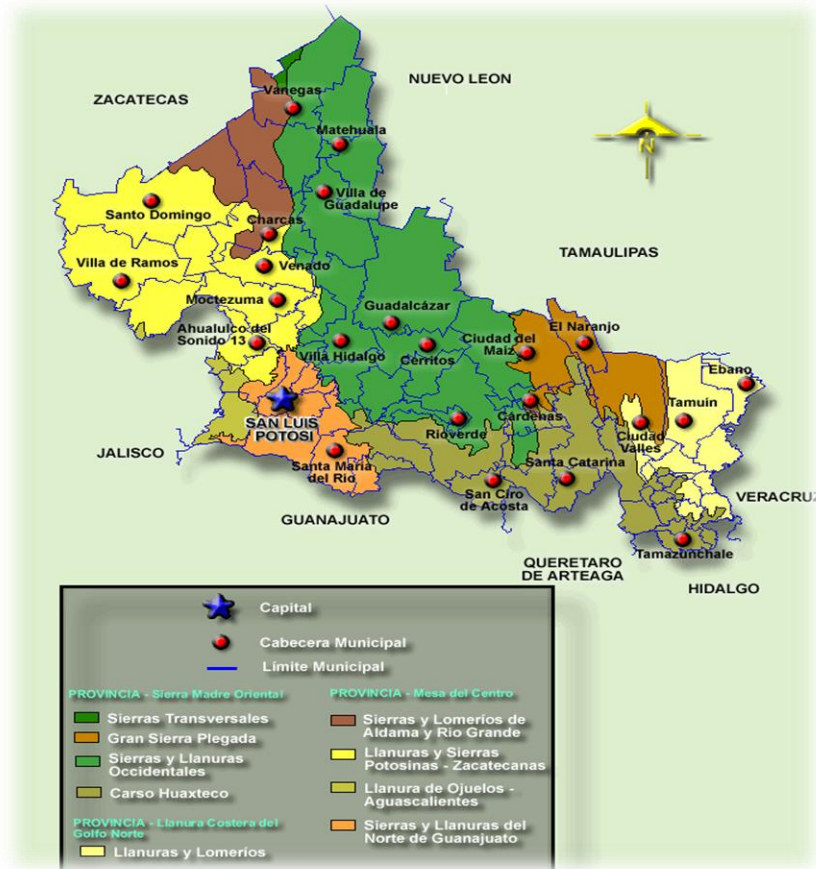 NUEVO LEON
ZACATECAS
Vanegas
Matehuala
N
Villa de
Guadalupe
Santo Domingo
Charcas
TAMAULIPAS
Villa de Ramos
Venado
Moctezuma
Guadalcázar
El Naranjo
Ahualulco del
Sonido 13
Ciudad del
Maiz
Villa Hidalgo
Cerritos
Ebano
Tamuín
Cárdenas
SAN LUIS
POTOSI
Rioverde
Ciudad
Valles
JALISCO
Santa María
del Río
Santa Catarina
San Ciro
de Acosta
VERACRUZ
GUANAJUATO
Tamazunchale
QUERETARO
DE ARTEAGA
HIDALGO
Capital
Cabecera Municipal
Límite Municipal
PROVINCIA - Sierra Madre Oriental
Sierras Transversales
Gran Sierra Plegada
Sierras y Llanuras
Occidentales
Carso Huaxteco
PROVINCIA - Llanura Costera del
Golfo Norte
Llanuras y Lomeríos
PROVINCIA - Mesa del Centro
Sierras y Lomeríos de
Aldama y Rio Grande
Llanuras y Sierras
Potosinas - Zacatecanas
Llanura de Ojuelos -
Aguascalientes
Sierras y Llanuras del
Norte de Guanajuato